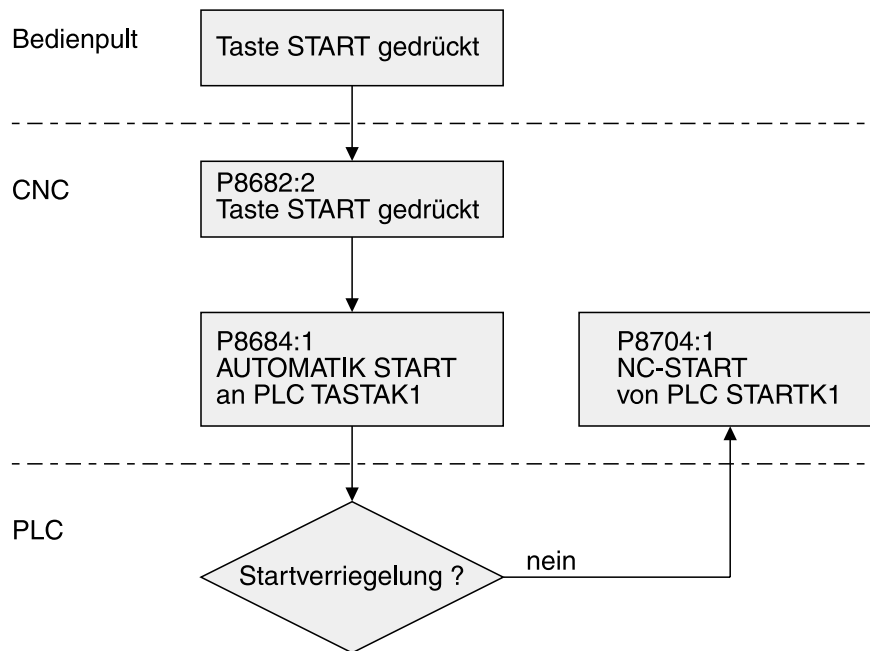 Bedienpult
Taste START gedrückt
CNC
P8682:2
Taste START gedrückt
P8684:1
AUTOMATIK START
an PLC TASTAK1
P8704:1
NC-START
von PLC STARTK1
PLC
Startverriegelung ?
nein